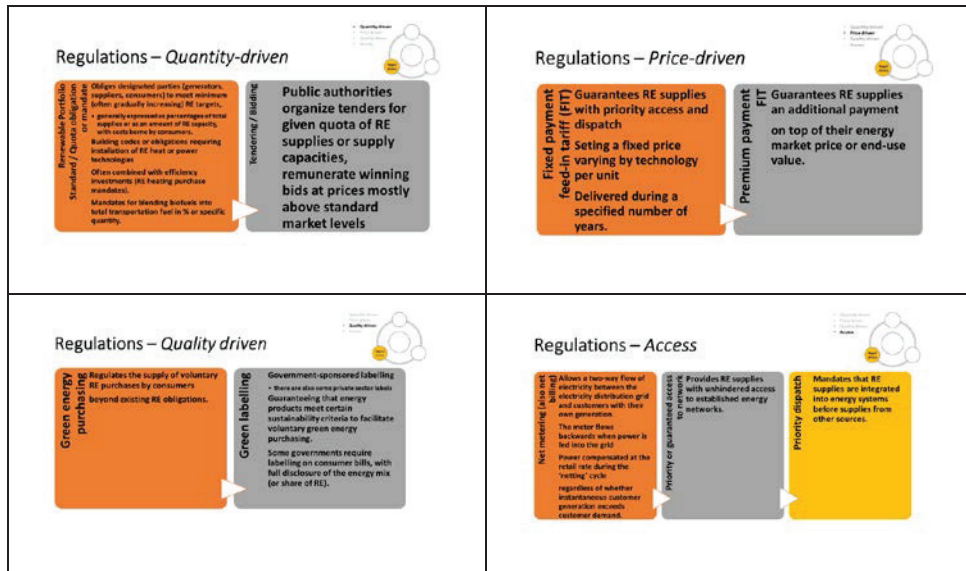 Quantity driven
Regulations – Quantity-driven
Renewable Portfolio
Standard / Quota obligation
or mandate
Obliges designated parties (generators,
suppliers, consumers) to meet minimum
(often gradually increasing) RE targets,
• generally expressed as percentages of total
supplies or as an amount of RE capacity,
with costs borne by consumers.
Building codes or obligations requiring
installation of RE heat or power
technologies
Often combined with efficiency
investments (RE heating purchase
mandates).
Mandates for blending biofuels into
total transportation fuel in % or specific
quantity.
Tendering / Bidding
Public authorities
organize tenders for
given quota of RE
supplies or supply
capacities,
remunerate winning
bids at prices mostly
above standard
market levels
Price driven
Regulations – Price-driven
Fixed payment
feed-in tariff (FIT)
Guarantees RE supplies
with priority access and
dispatch
Seting a fixed price
varying by technology
per unit
Delivered during a
specified number of
years.
Premium payment
FIT
Guarantees RE supplies
an additional payment
on top of their energy
market price or end-use
value.
Quality driven
Regulations – Quality driven
Green energy
purchasing
Regulates the supply of voluntary
RE purchases by consumers
beyond existing RE obligations.
Green labelling
Government-sponsored labelling
• there are also some private sector labels
Guaranteeing that energy
products meet certain
sustainability criteria to facilitate
voluntary green energy
purchasing.
Some governments require
labelling on consumer bills, with
full disclosure of the energy mix
(or share of RE).
Access
Regulations – Access
Net metering (also net
billing)
Allows a two-way flow of
electricity between the
electricity distribution grid
and customers with their
own generation
The meter flows
backwards when power is
fed into the grid
Power compensated at the
retail rate during the
'netting' cycle
regardless of whether
instantaneous customer
generation exceeds
customer demand.
Priority or guaranteed access
to network
Provides RE supplies
with unhindered access
to established energy
networks.
Priority dispatch
Mandates that RE
supplies are integrated
into energy systems
before supplies from
other sources.